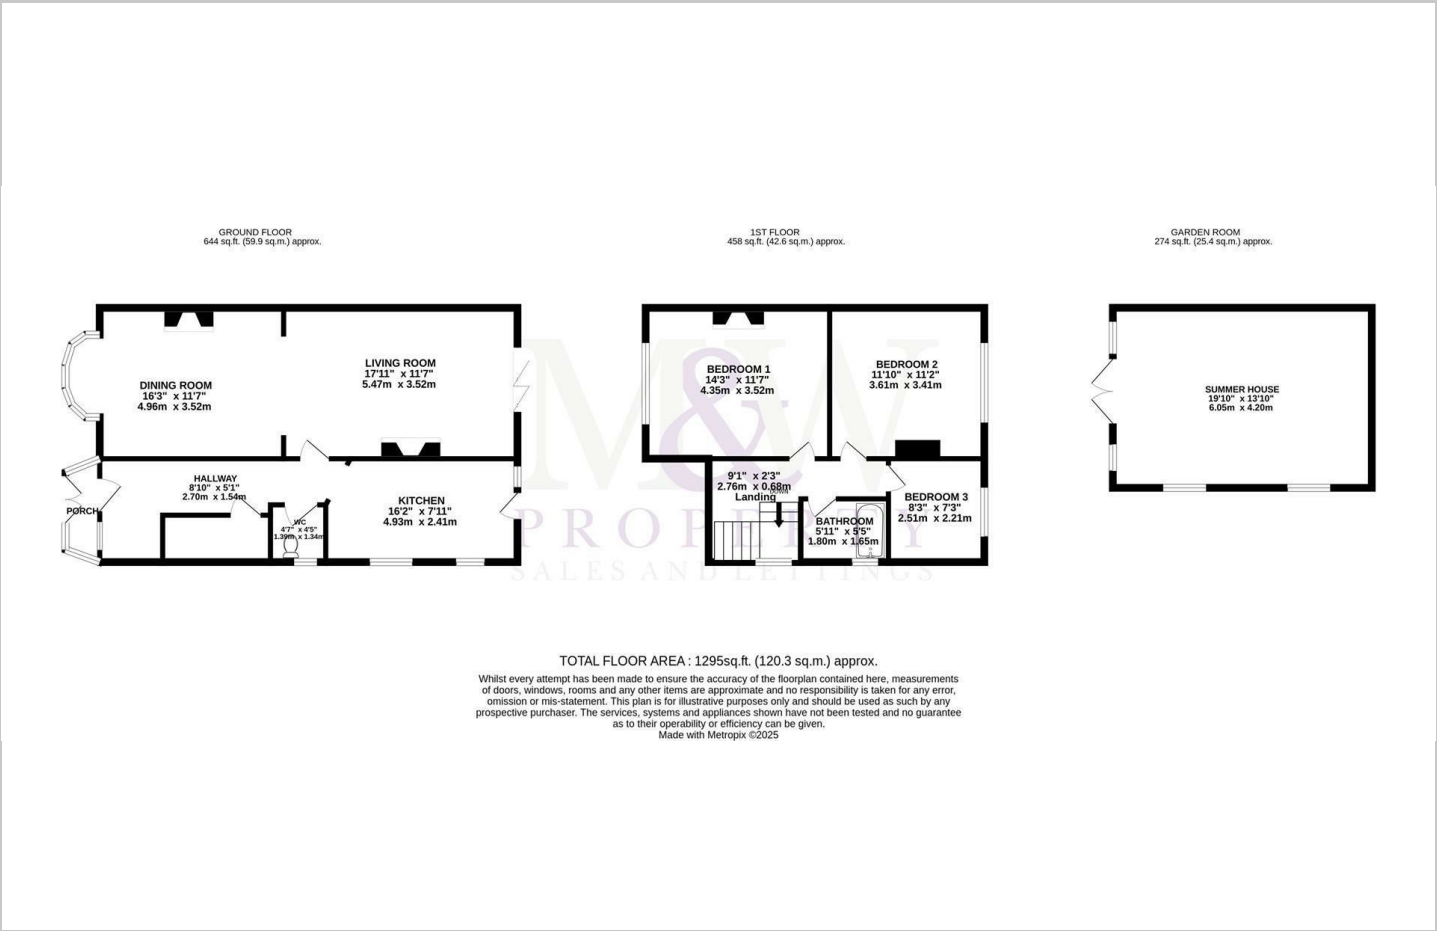 GROUND FLOOR
644 sq.ft. (59.9 sq.m.) approx.
1ST FLOOR
458 sq.ft. (42.6 sq.m.) approx.
GARDEN ROOM
274 sq.ft. (25.4 sq.m.) approx.
DINING ROOM
16'3" x 11'7"
4.96m x 3.52m
LIVING ROOM
17'11" x 11'7"
5.47m x 3.52m
HALLWAY
8'10" x 5'1"
2.70m x 1.54m
PORCH
WC
4'7" x 4'5"
1.39m x 1.34m
KITCHEN
16'2" x 7'11"
4.93m x 2.41m
BEDROOM 1
14'3" x 11'7"
4.35m x 3.52m
BEDROOM 2
11'10" x 11'2"
3.61m x 3.41m
9'1" x 2'3"
2.76m x 0.68m
Landing
DOWN
BATHROOM
5'11" x 5'5"
1.80m x 1.65m
BEDROOM 3
8'3" x 7'3"
2.51m x 2.21m
SUMMER HOUSE
19'10" x 13'10"
6.05m x 4.20m
M&W
PROPERTY
SALES AND LETTINGS
TOTAL FLOOR AREA : 1295sq.ft. (120.3 sq.m.) approx.
Whilst every attempt has been made to ensure the accuracy of the floorplan contained here, measurements
of doors, windows, rooms and any other items are approximate and no responsibility is taken for any error,
omission or mis-statement. This plan is for illustrative purposes only and should be used as such by any
prospective purchaser. The services, systems and appliances shown have not been tested and no guarantee
as to their operability or efficiency can be given.
Made with Metropix ©2025